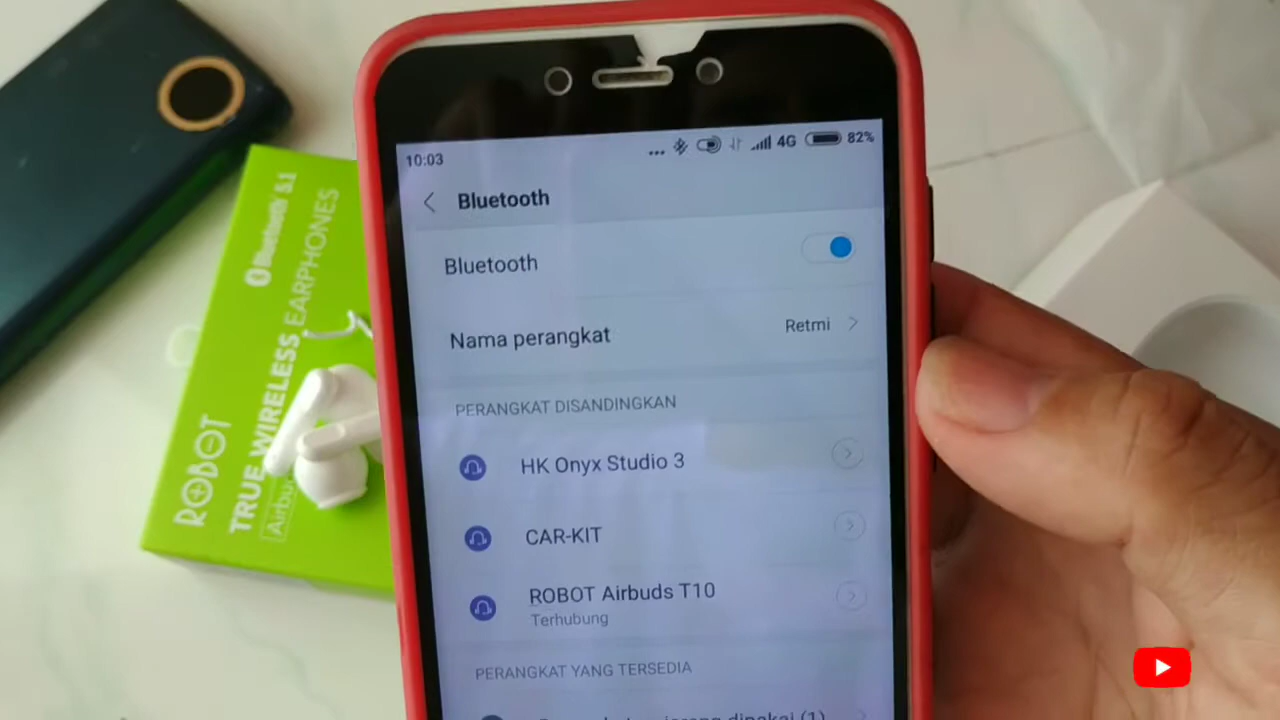 10:03
4G
82%
Bluetooth
Bluetooth
Nama perangkat
Retmi
PERANGKAT DISANDINGKAN
HK Onyx Studio 3
CAR-KIT
ROBOT Airbuds T10
Terhubung
PERANGKAT YANG TERSEDIA
Bluetooth 5.1
ROBOT
TRUE WIRELESS EARPHONES